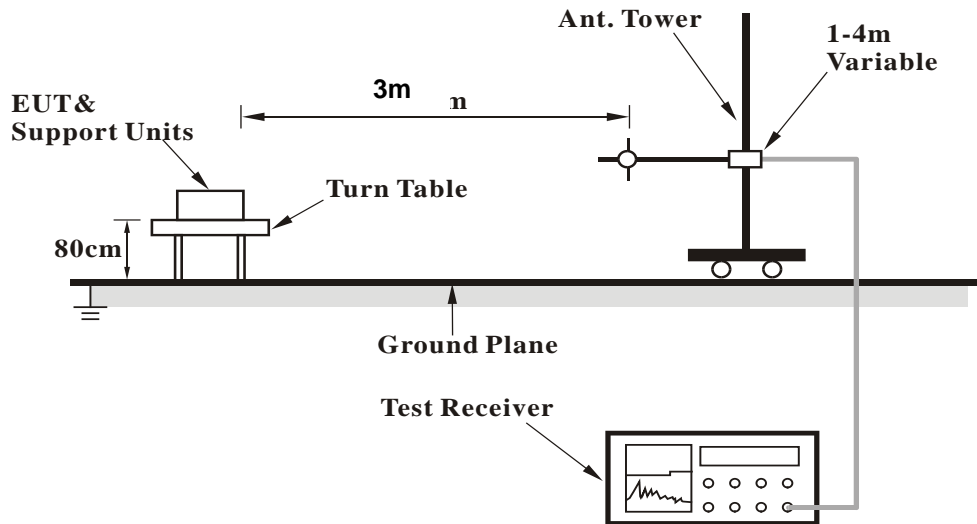 Ant. Tower
1-4m
Variable
3m
EUT&
Support Units
Turn Table
80cm
Ground Plane
Test Receiver